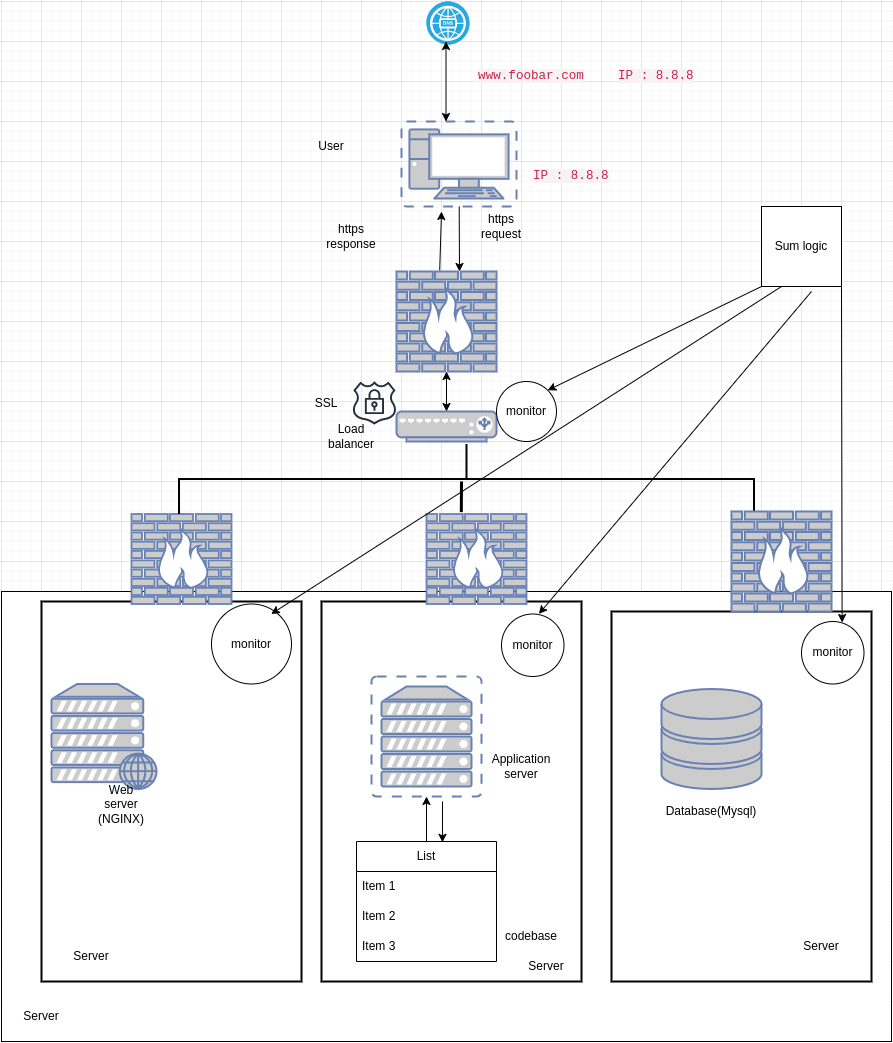 DNS
www.foobar.com IP : 8.8.8
User
IP : 8.8.8
https
response
https
request
Sum logic
SSL
Load
balancer
monitor
monitor
monitor
monitor
Web
server
(NGINX)
Application
server
Database(Mysql)
List
Item 1
Item 2
Item 3
codebase
Server
Server
Server
Server